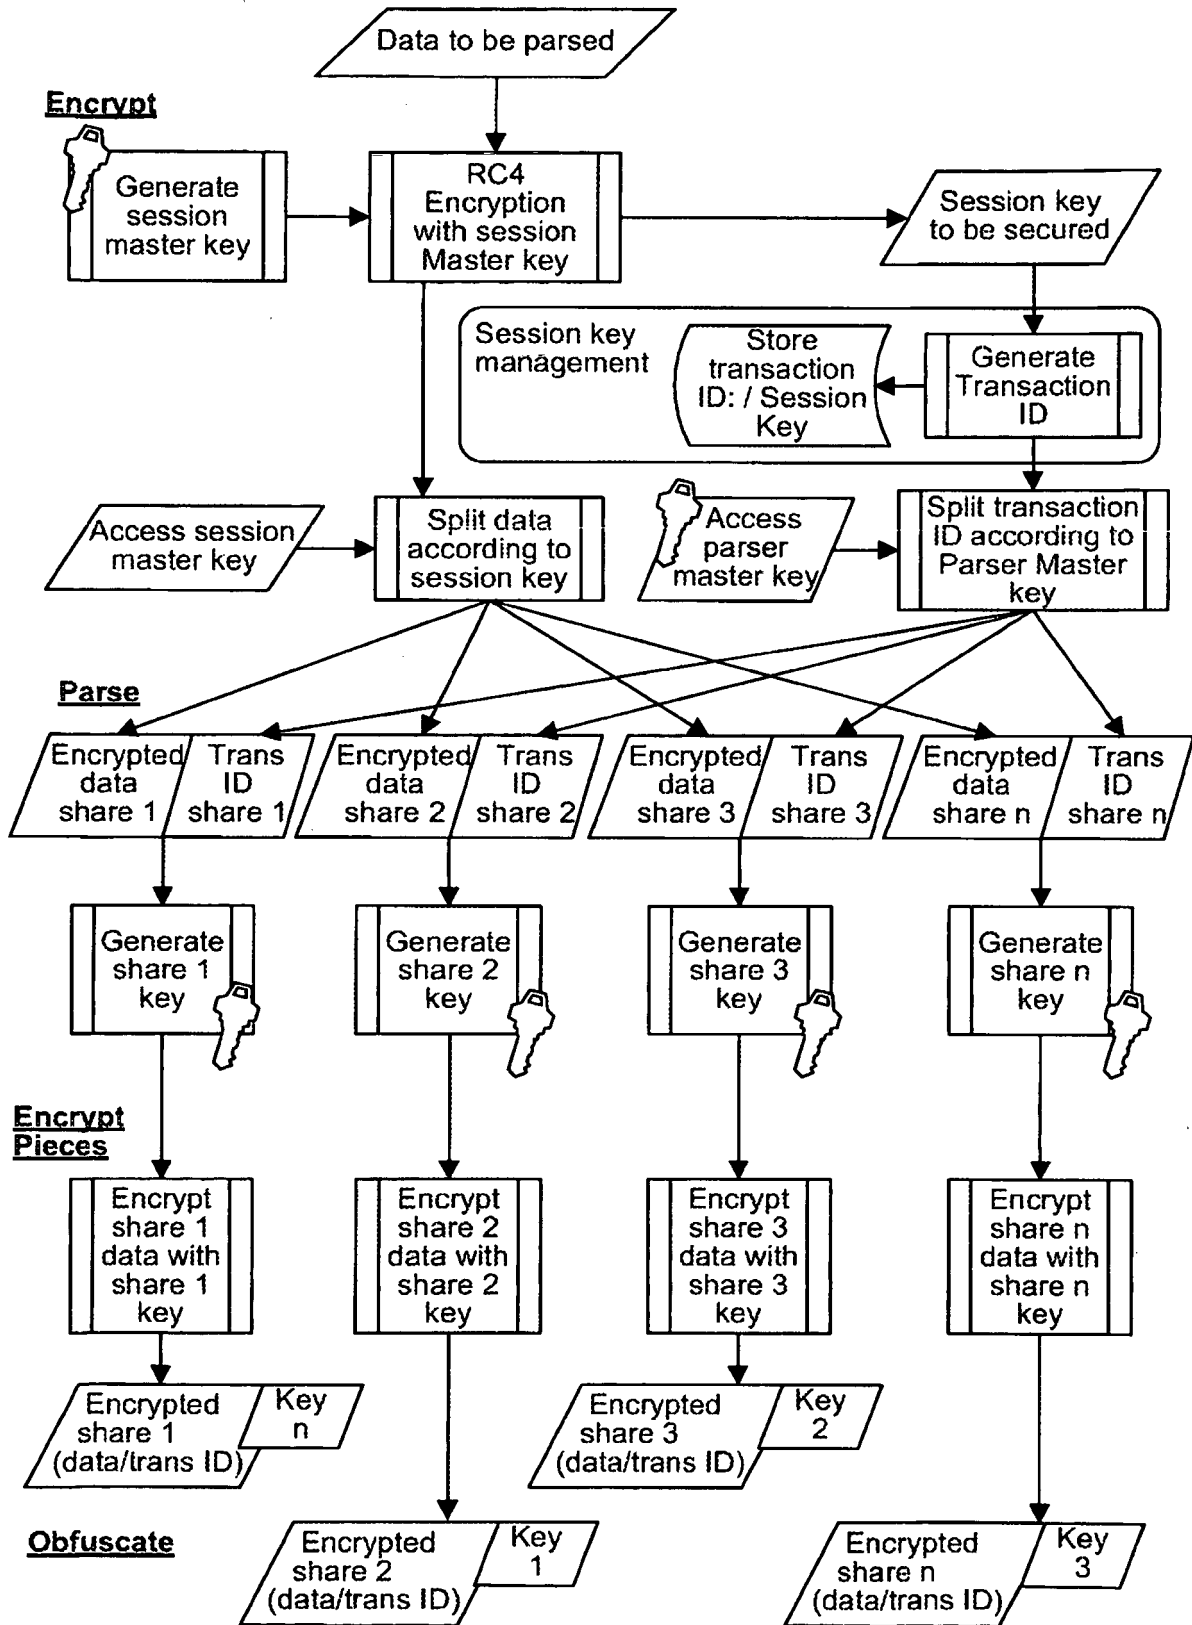 Data to be parsed
Encrypt
Generate
session
master key
RC4
Encryption
with session
Master key
Session key
to be secured
Session key
management
Store
transaction
ID: / Session
Key
Generate
Transaction
ID
Access session
master key
Split data
according to
session key
Access
parser
master key
Split transaction
ID according to
Parser Master
key
Parse
Encrypted
data
share 1
Trans
ID
share 1
Encrypted
data
share 2
Trans
ID
share 2
Encrypted
data
share 3
Trans
ID
share 3
Encrypted
data
share n
Trans
ID
share n
Generate
share 1
key
Generate
share 2
key
Generate
share 3
key
Generate
share n
key
Encrypt
Pieces
Encrypt
share 1
data with
share 1
key
Encrypt
share 2
data with
share 2
key
Encrypt
share 3
data with
share 3
key
Encrypt
share n
data with
share n
key
Encrypted
share 1
(data/trans ID)
Key
n
Encrypted
share 3
(data/trans ID)
Key
2
Obfuscate
Encrypted
share 2
(data/trans ID)
Key
1
Encrypted
share n
(data/trans ID)
Key
3